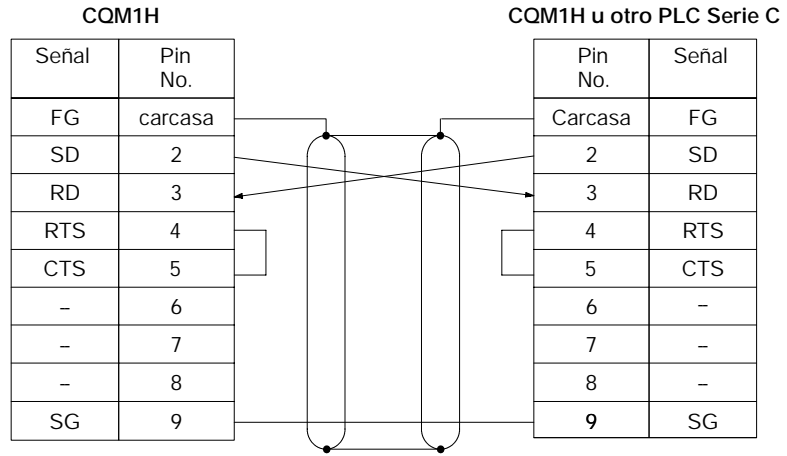 CQM1H
CQM1H u otro PLC Serie C
Señal Pin No.
Pin No. Señal
FG carcasa
Carcasa FG
SD 2
2 SD
RD 3
3 RD
RTS 4
4 RTS
CTS 5
5 CTS
– 6
6 –
– 7
7 –
– 8
8 –
SG 9
9 SG